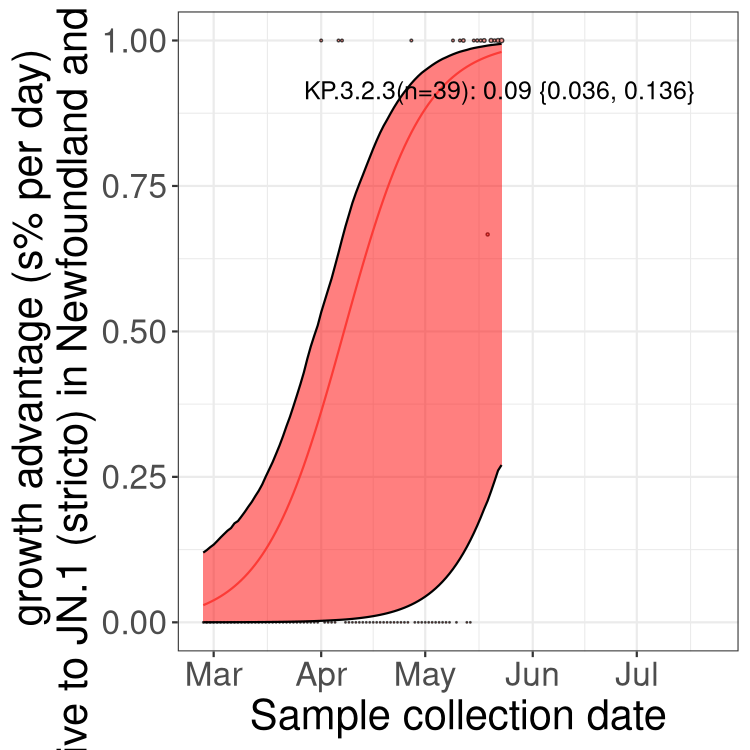 growth advantage (s% per day)
ive to JN.1 (stricto) in Newfoundland and
1.00
0.75
0.50
0.25
0.00
KP.3.2.3(n=39): 0.09 {0.036, 0.136}
Mar Apr May Jun Jul
Sample collection date